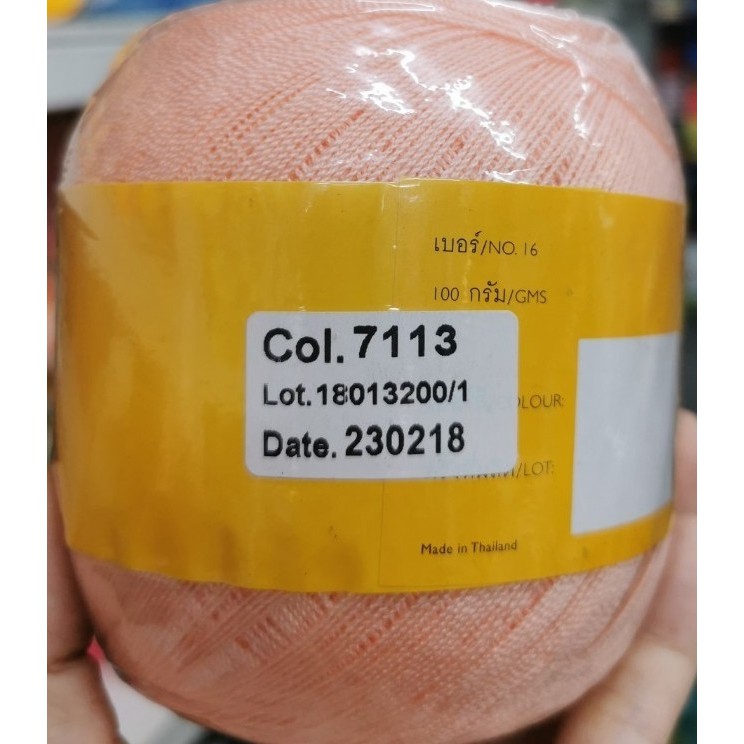 เบอร์/NO. 16
100 กรัม/GMS
Col. 7113
Lot. 18013200/1
Date. 230218
/LOT:
Made in Thailand